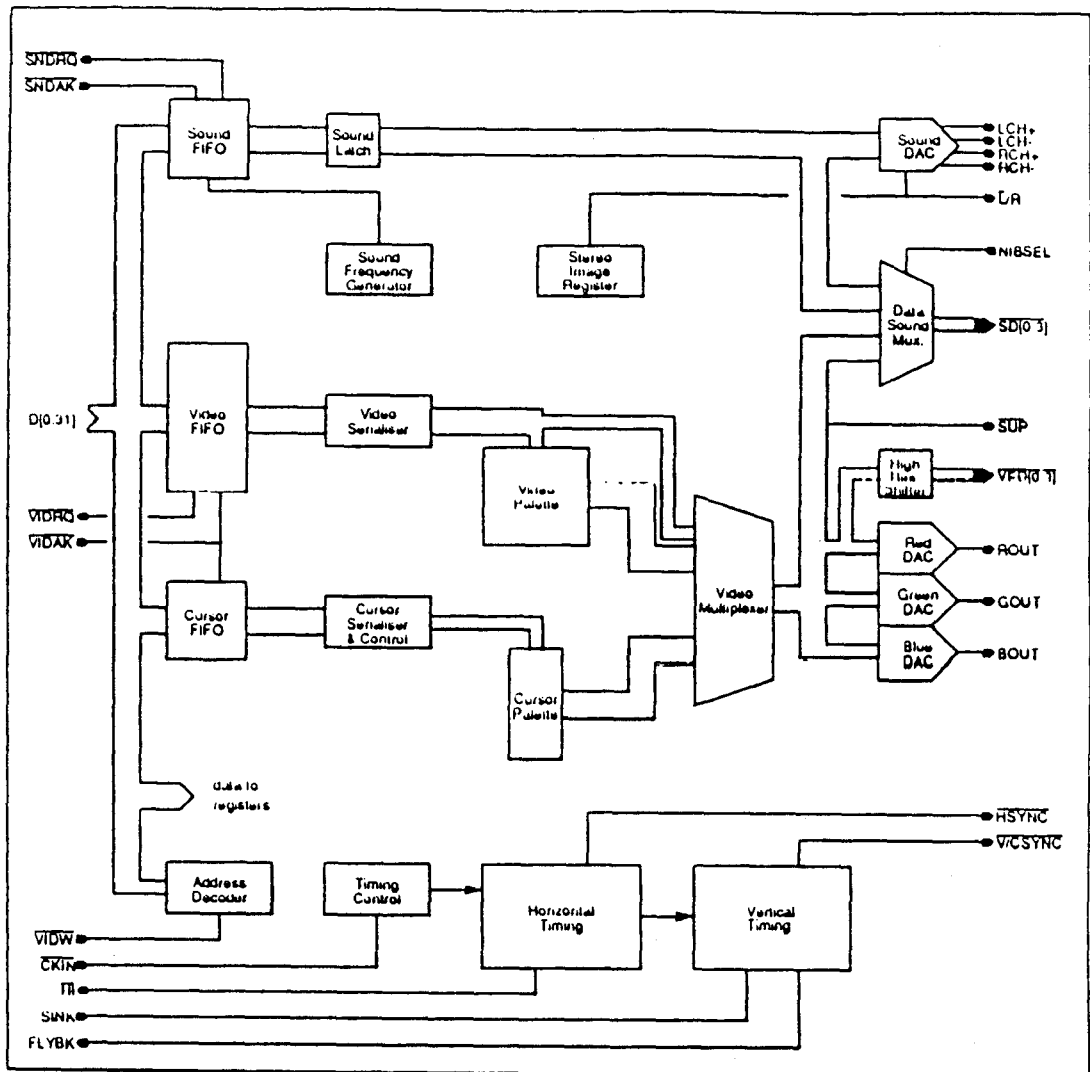 SNDRQ
SNDAK
Sound
FIFO
Sound
Latch
Sound
DAC
LCH+
LCH-
RCH+
RCH-
Sound
Frequency
Generator
Stereo
Image
Register
NIBSEL
Data
Sound
Mux.
SD[0:3]
D[0:31]
Video
FIFO
Video
Serialiser
Video
Palette
SUP
High
Res
Shifter
VIDRQ
VIDAK
Cursor
FIFO
Cursor
Serialiser
& Control
Cursor
Palette
Video
Multiplexer
Red
DAC
ROUT
Green
DAC
GOUT
Blue
DAC
BOUT
data to
registers
HSYNC
V/CSYNC
Address
Decoder
Timing
Control
Horizontal
Timing
Vertical
Timing
VIDW
CKIN
SINK
FLYBK